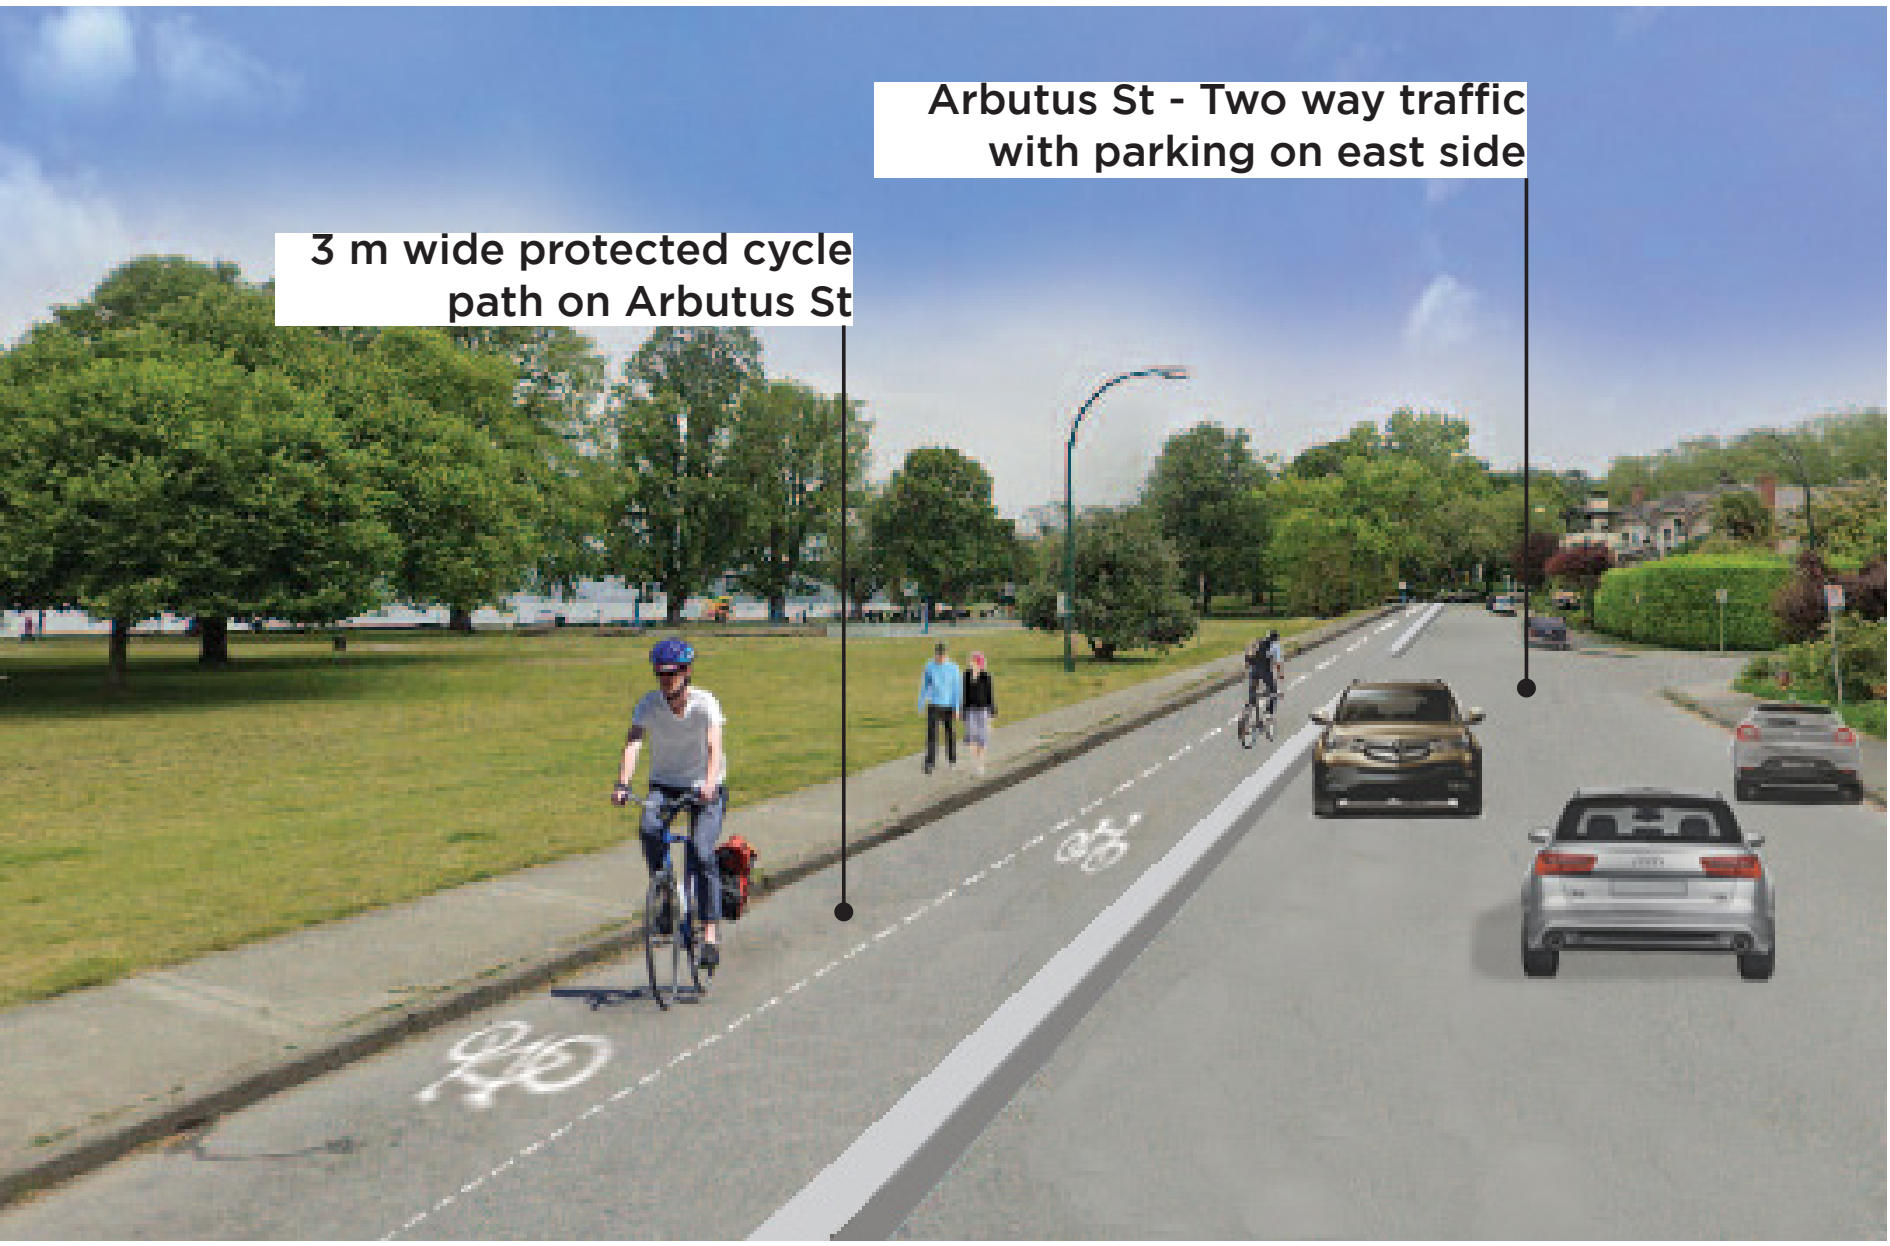 Arbutus St - Two way traffic
with parking on east side
3 m wide protected cycle
path on Arbutus St